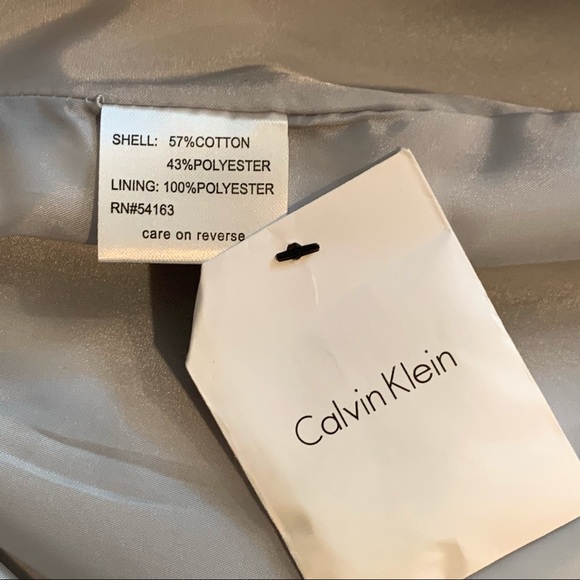 SHELL: 57%COTTON
43%POLYESTER
LINING: 100%POLYESTER
RN#54163
care on reverse
Calvin Klein